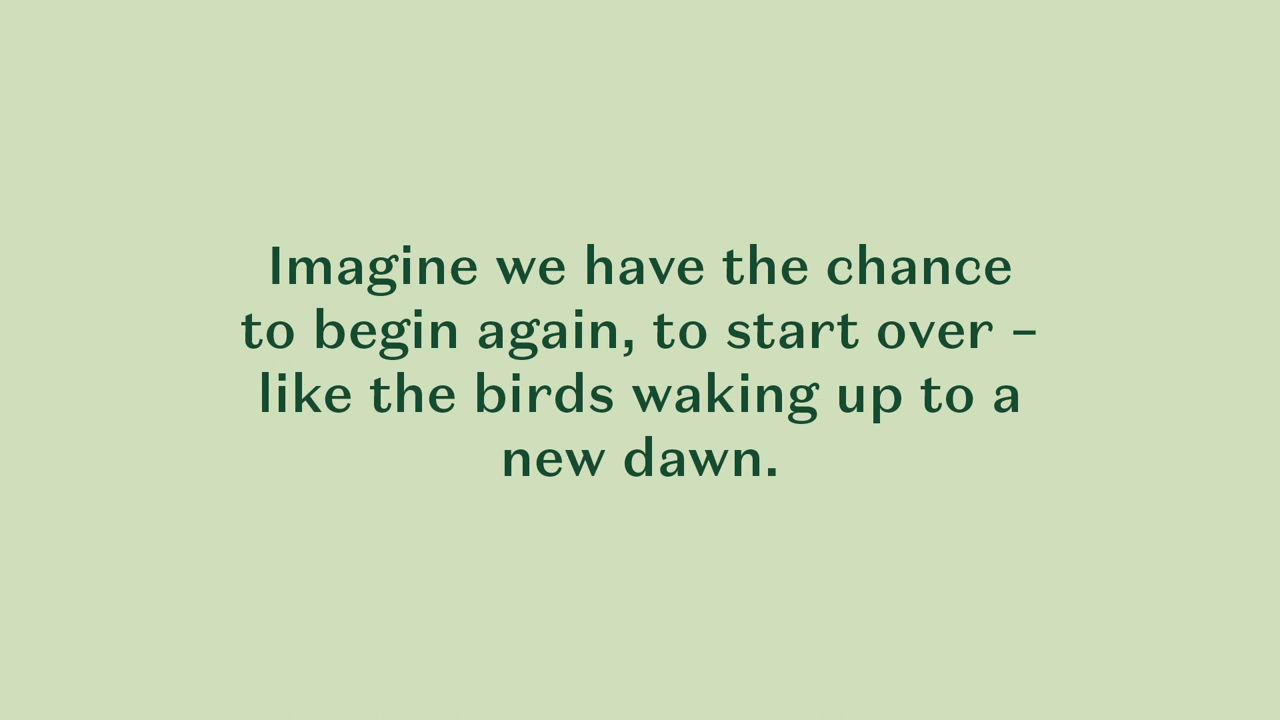 Imagine we have the chance
to begin again, to start over –
like the birds waking up to a
new dawn.